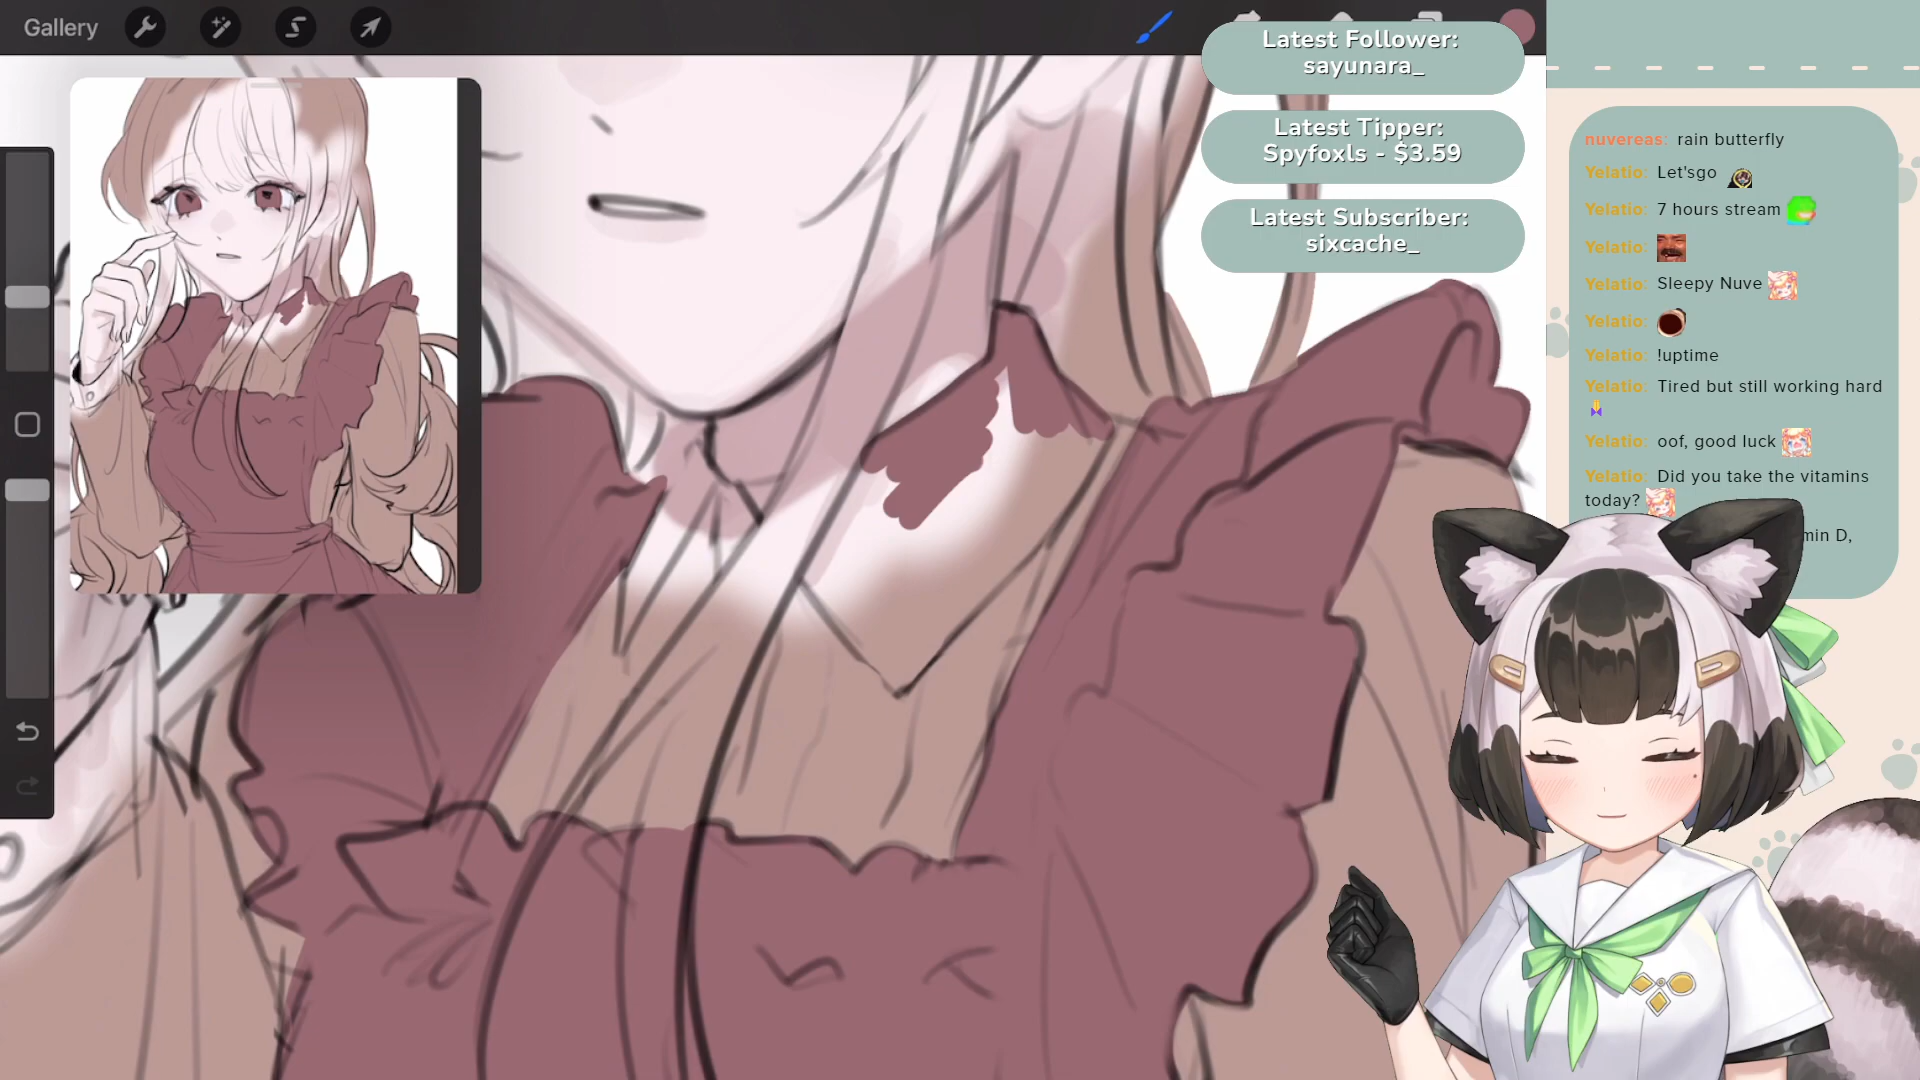 Gallery
Latest Follower:
sayunara_
Latest Tipper:
Spyfoxls - $3.59
Latest Subscriber:
sixcache_
nuvereas: rain butterfly
Yelatio: Let'sgo
Yelatio: 7 hours stream
Yelatio:
Yelatio: Sleepy Nuve
Yelatio:
Yelatio: !uptime
Yelatio: Tired but still working hard
Yelatio: oof, good luck
Yelatio: Did you take the vitamins
today?
D,